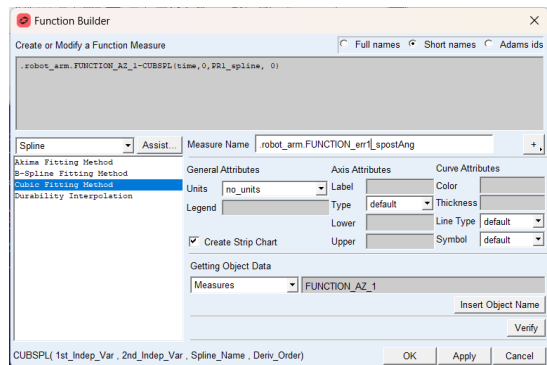 Function Builder
Create or Modify a Function Measure
Full names
Short names
Adams ids
.robot_arm.FUNCTION_AZ_1-CUBSPL(time,0,PR1_spline, 0)
Spline
Assist...
Measure Name
.robot_arm.FUNCTION_err1_spostAng
+
Akima Fitting Method
B-Spline Fitting Method
Cubic Fitting Method
Durability Interpolation
General Attributes
Axis Attributes
Curve Attributes
Units
no_units
Label
Color
Legend
Type
default
Thickness
Lower
Line Type
default
Create Strip Chart
Upper
Symbol
default
Getting Object Data
Measures
FUNCTION_AZ_1
Insert Object Name
Verify
CUBSPL( 1st_Indep_Var , 2nd_Indep_Var , Spline_Name , Deriv_Order)
OK
Apply
Cancel